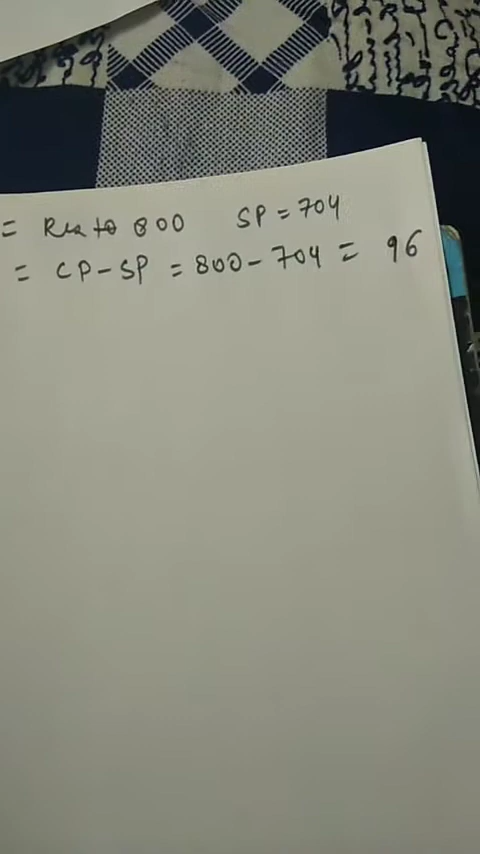 = 800 SP = 704
= CP - SP = 800 - 704 = 96